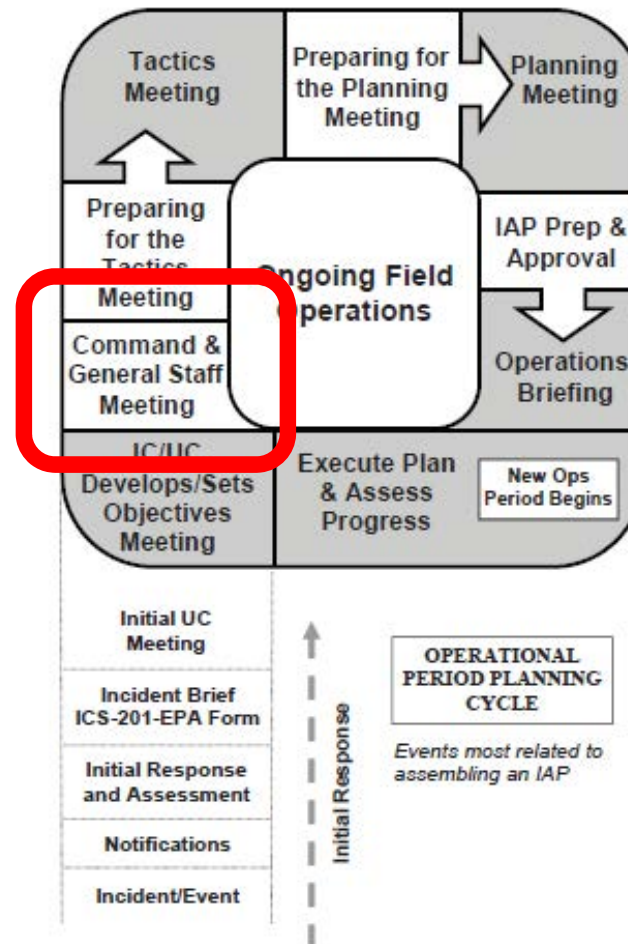 Tactics
Meeting
Preparing for
the Planning
Meeting
Planning
Meeting
Preparing
for the
Tactics
Meeting
IAP Prep &
Approval
Ongoing Field
Operations
Command &
General Staff
Meeting
Operations
Briefing
IC/UC
Develops/Sets
Objectives
Meeting
Execute Plan
& Assess
Progress
New Ops
Period Begins
Initial UC
Meeting
Incident Brief
ICS-201-EPA Form
Initial Response
and Assessment
Notifications
Incident/Event
Initial Response
OPERATIONAL
PERIOD PLANNING
CYCLE
Events most related to
assembling an IAP